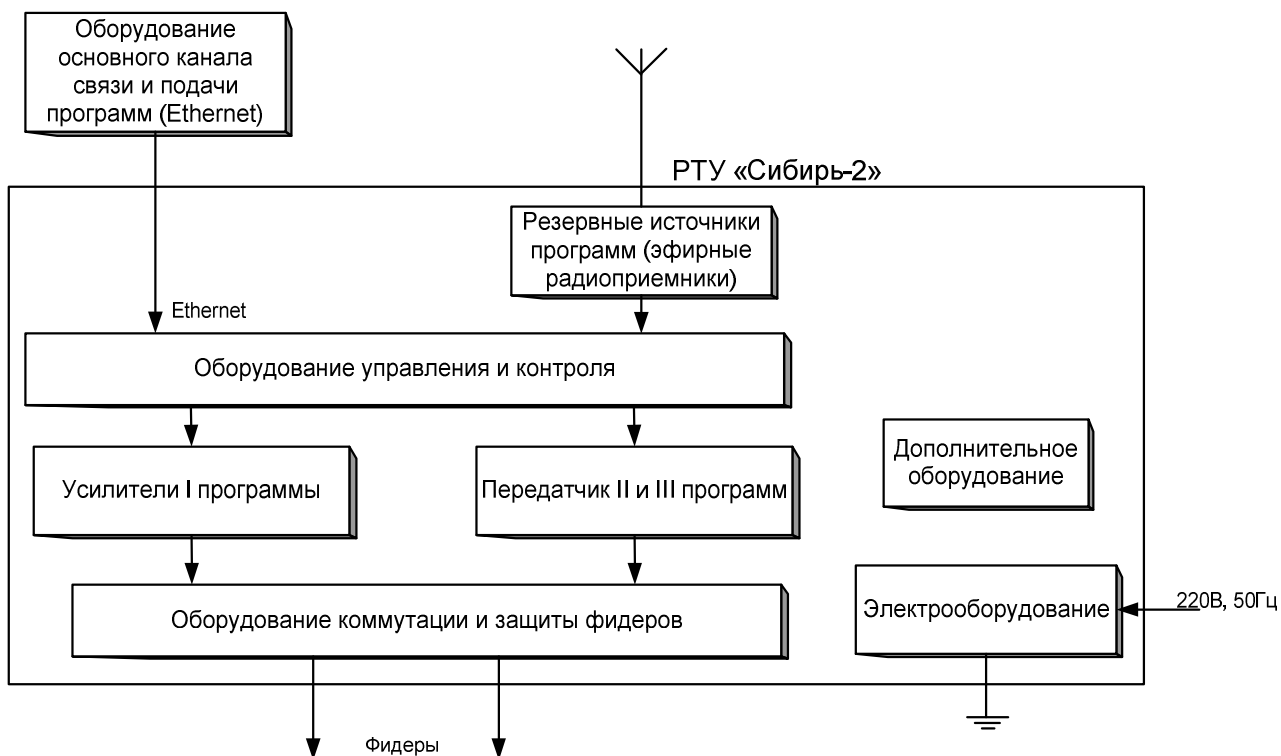 Оборудование
основного канала
связи и подачи
программ (Ethernet)
РТУ «Сибирь-2»
Резервные источники
программ (эфирные
радиоприемники)
Ethernet
Оборудование управления и контроля
Усилители I программы
Передатчик II и III программ
Дополнительное
оборудование
Оборудование коммутации и защиты фидеров
Электрооборудование
220В, 50Гц
Фидеры